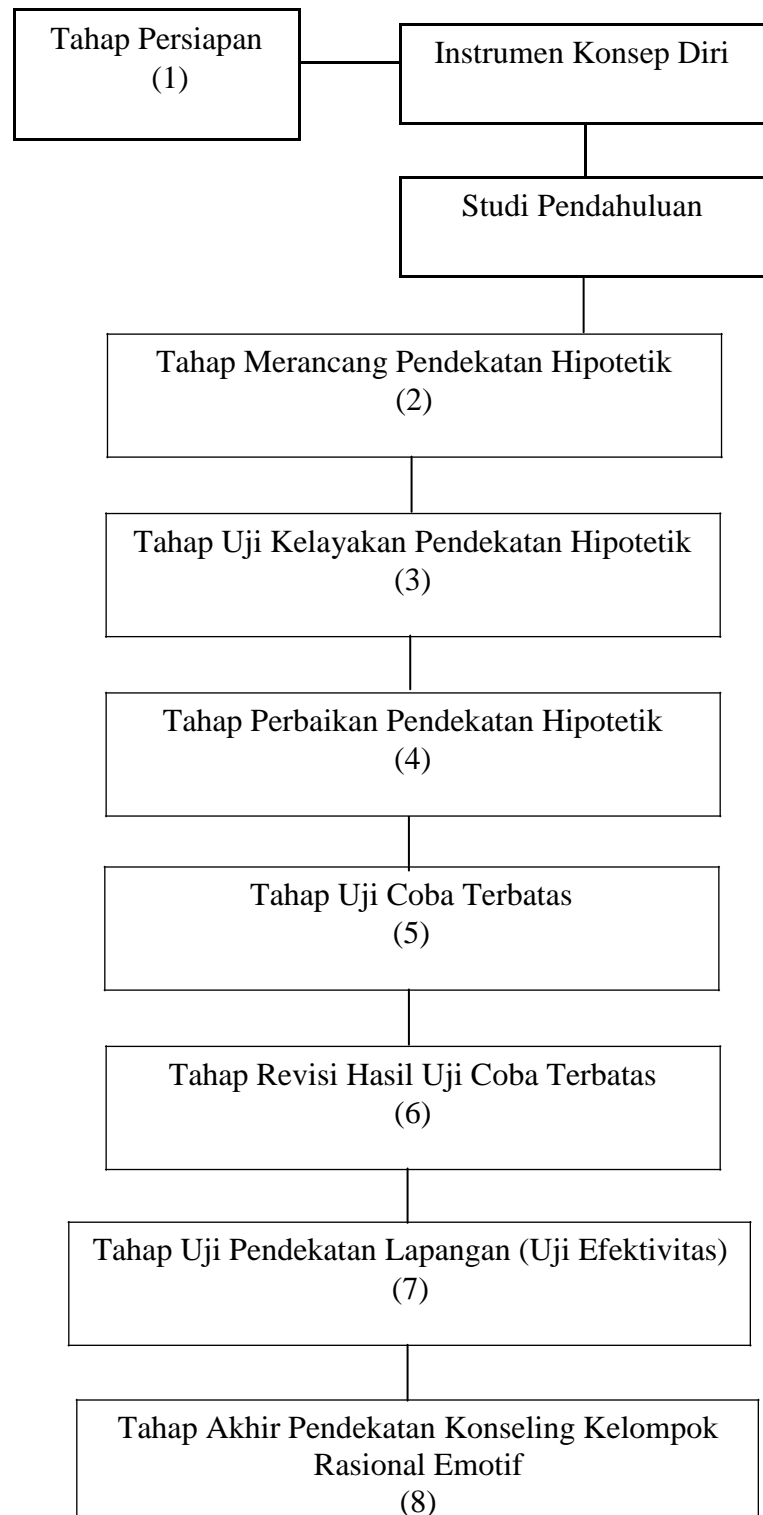 Tahap Persiapan
(1)
Instrumen Konsep Diri
Studi Pendahuluan
Tahap Merancang Pendekatan Hipotetik
(2)
Tahap Uji Kelayakan Pendekatan Hipotetik
(3)
Tahap Perbaikan Pendekatan Hipotetik
(4)
Tahap Uji Coba Terbatas
(5)
Tahap Revisi Hasil Uji Coba Terbatas
(6)
Tahap Uji Pendekatan Lapangan (Uji Efektivitas)
(7)
Tahap Akhir Pendekatan Konseling Kelompok
Rasional Emotif
(8)